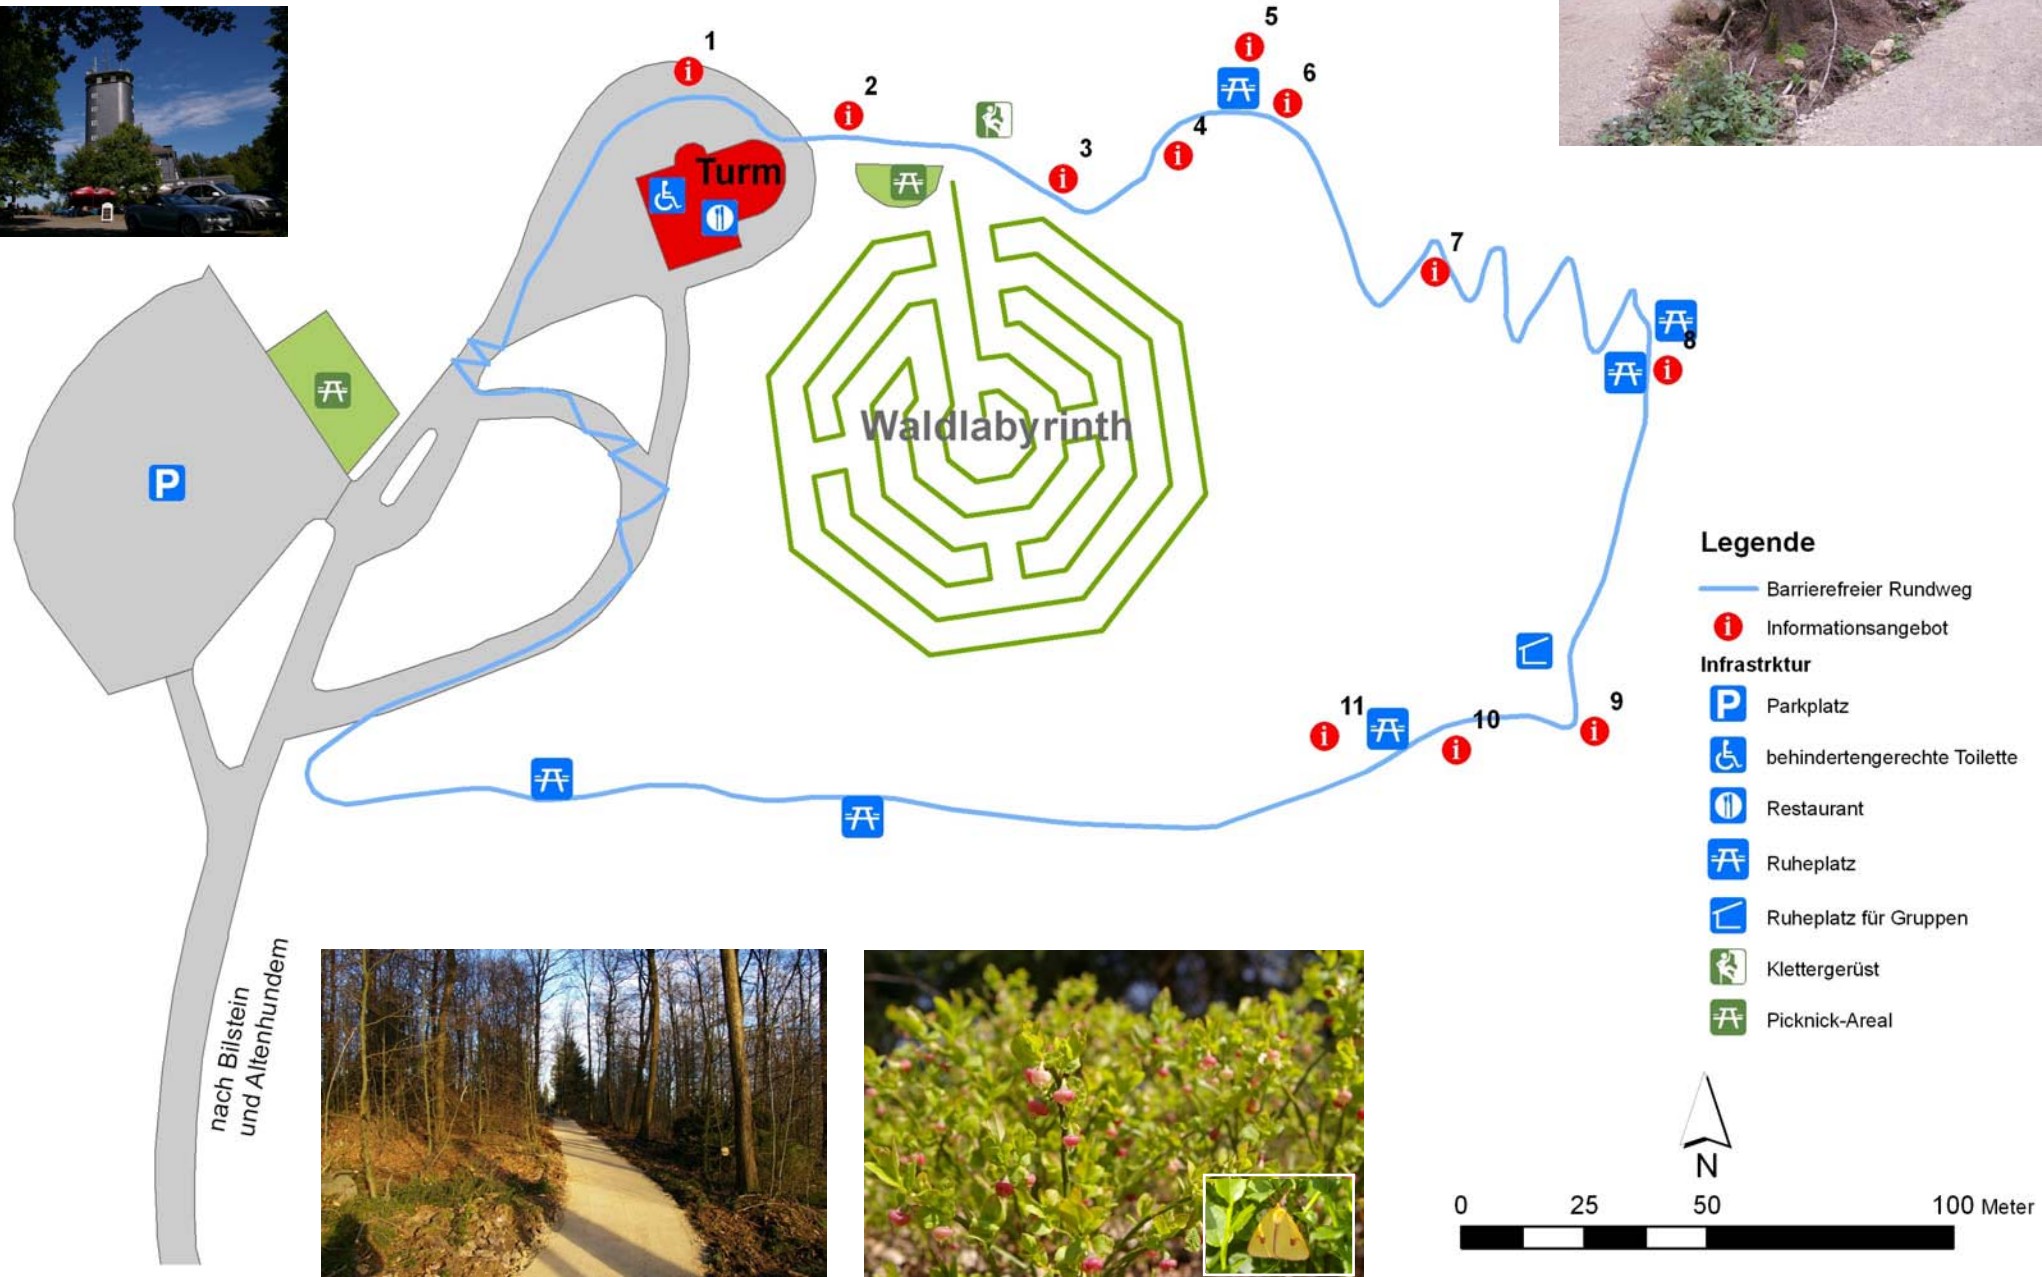 1
2
3
4
5
6
7
8
9
10
11
Turm
Waldlabyrinth
P
nach Bilstein
und Altenhundem
Legende
Barrierefreier Rundweg
i Informationsangebot
Infrastrktur
P Parkplatz
behindertengerechte Toilette
Restaurant
Ruheplatz
Ruheplatz für Gruppen
Klettergerüst
Picknick-Areal
N
0 25 50 100 Meter